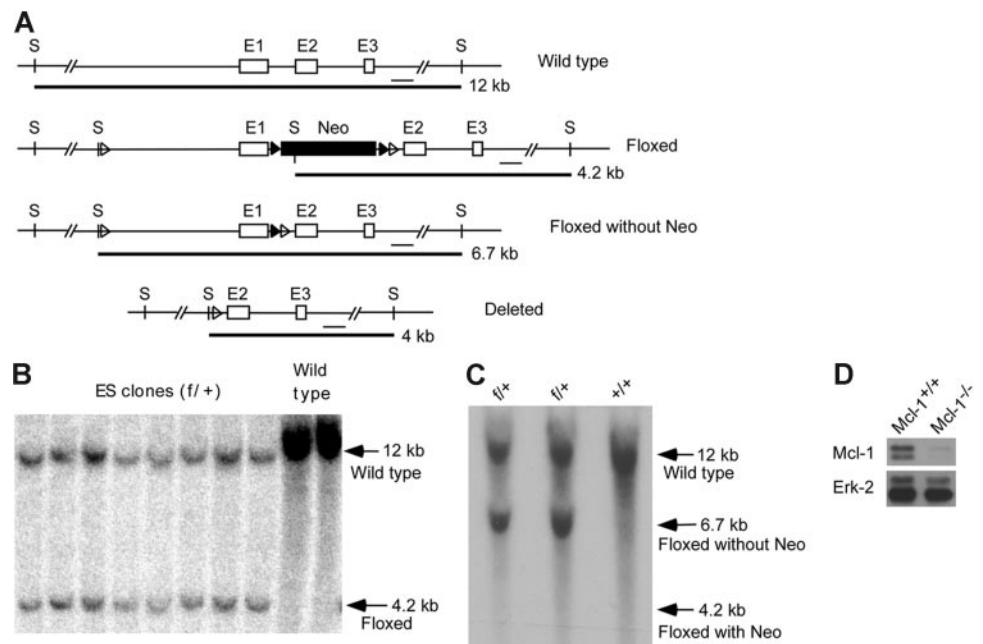 A
S E1 E2 E3 S
Wild type
12 kb
S S E1 S Neo E2 E3 S
Floxed
4.2 kb
S S E1 E2 E3 S
Floxed without Neo
6.7 kb
S S E2 E3 S
Deleted
4 kb
B
ES clones (f/+)
Wild
type
12 kb
Wild type
4.2 kb
Floxed
C
f/+ f/+ +/+
12 kb
Wild type
6.7 kb
Floxed without Neo
4.2 kb
Floxed with Neo
D
Mcl-1+/+ Mcl-1-/-
Mcl-1
Erk-2